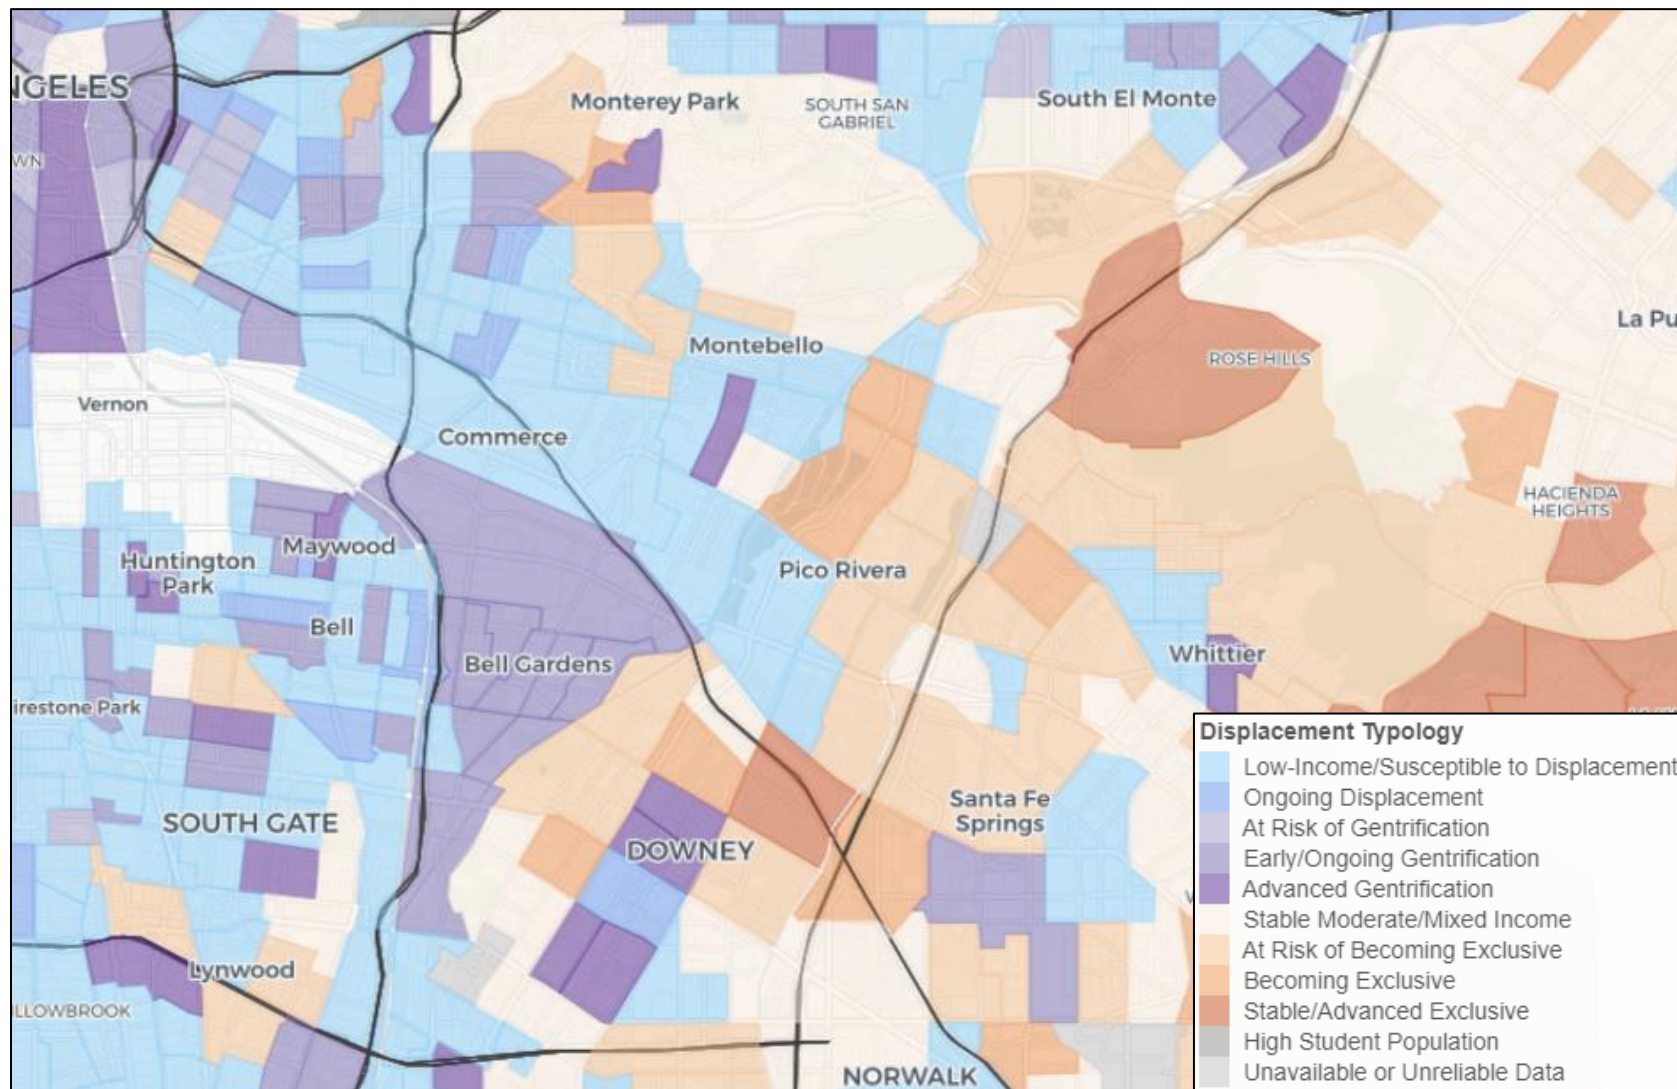 NGELES
WN
Monterey Park
SOUTH SAN
GABRIEL
South El Monte
La Pu
Montebello
ROSE HILLS
Vernon
Commerce
HACIENDA
HEIGHTS
Huntington
Park
Maywood
Pico Rivera
Bell
Bell Gardens
Whittier
irestone Park
SOUTH GATE
DOWNEY
Santa Fe
Springs
Lynwood
ILLOWBROOK
NORWALK
Displacement Typology
Low-Income/Susceptible to Displacement
Ongoing Displacement
At Risk of Gentrification
Early/Ongoing Gentrification
Advanced Gentrification
Stable Moderate/Mixed Income
At Risk of Becoming Exclusive
Becoming Exclusive
Stable/Advanced Exclusive
High Student Population
Unavailable or Unreliable Data